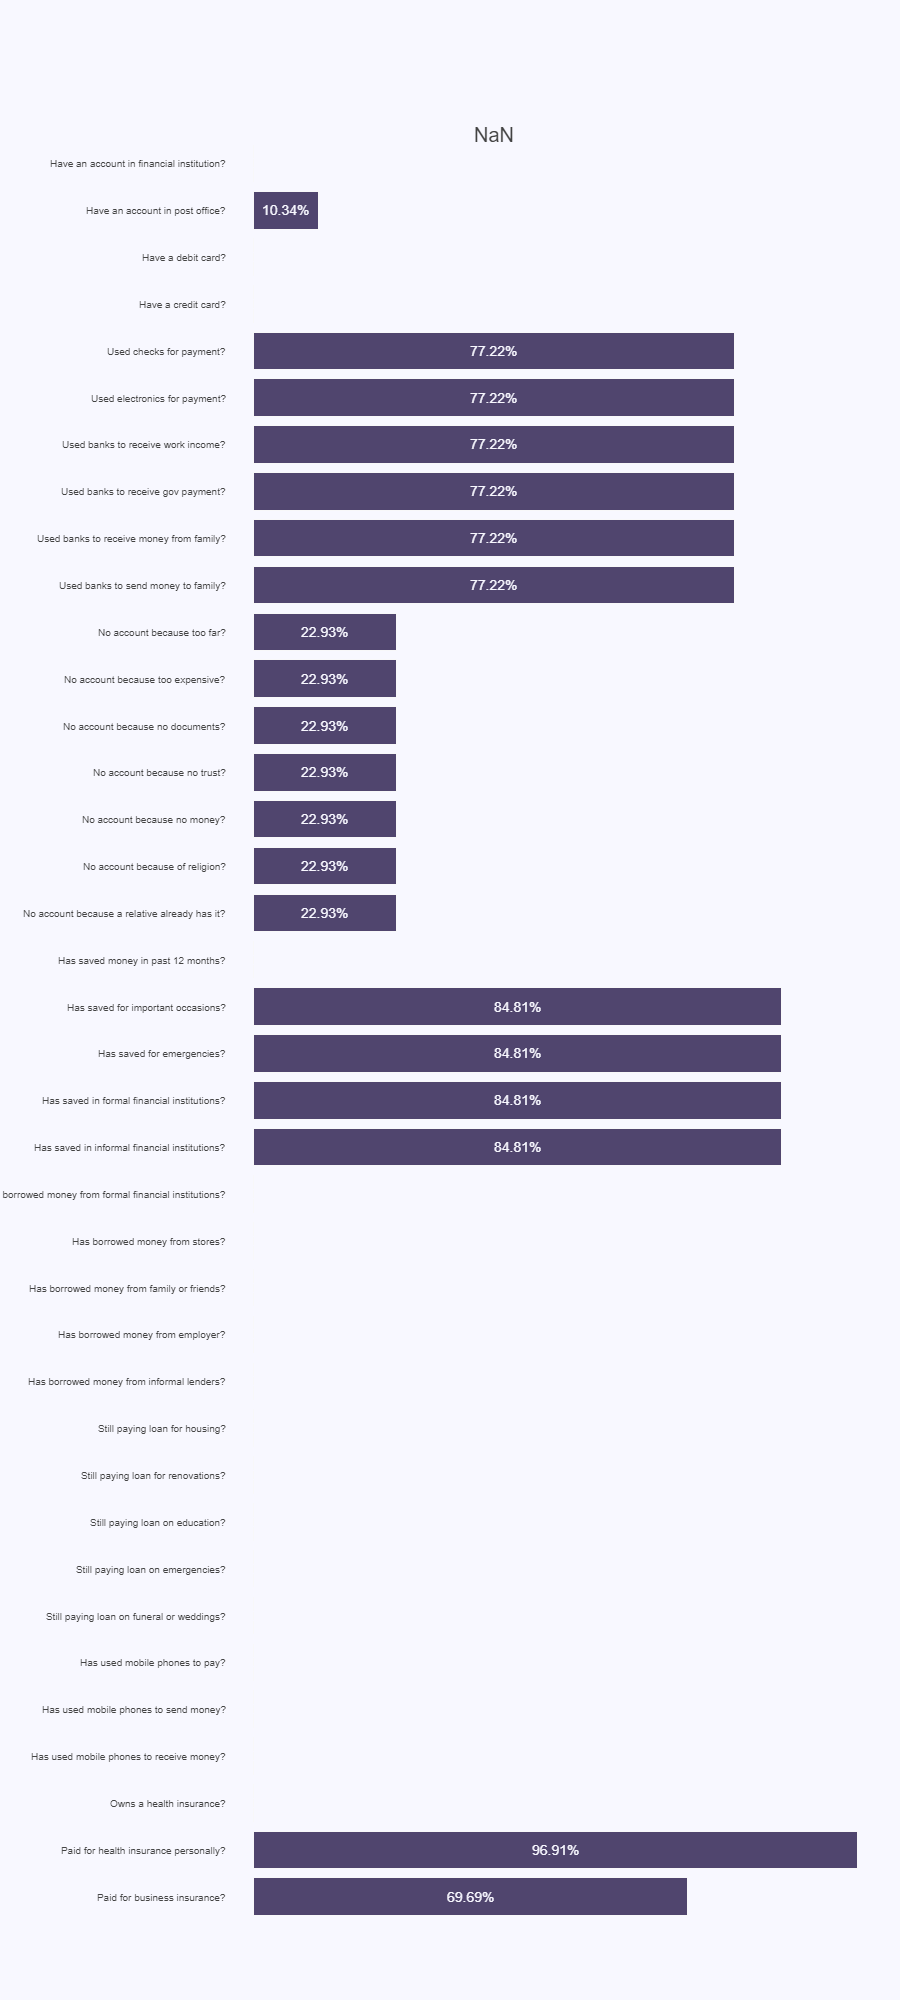 NaN
Have an account in financial institution?
Have an account in post office? 10.34%
Have a debit card?
Have a credit card?
Used checks for payment? 77.22%
Used electronics for payment? 77.22%
Used banks to receive work income? 77.22%
Used banks to receive gov payment? 77.22%
Used banks to receive money from family? 77.22%
Used banks to send money to family? 77.22%
No account because too far? 22.93%
No account because too expensive? 22.93%
No account because no documents? 22.93%
No account because no trust? 22.93%
No account because no money? 22.93%
No account because of religion? 22.93%
No account because a relative already has it? 22.93%
Has saved money in past 12 months?
Has saved for important occasions? 84.81%
Has saved for emergencies? 84.81%
Has saved in formal financial institutions? 84.81%
Has saved in informal financial institutions? 84.81%
borrowed money from formal financial institutions?
Has borrowed money from stores?
Has borrowed money from family or friends?
Has borrowed money from employer?
Has borrowed money from informal lenders?
Still paying loan for housing?
Still paying loan for renovations?
Still paying loan on education?
Still paying loan on emergencies?
Still paying loan on funeral or weddings?
Has used mobile phones to pay?
Has used mobile phones to send money?
Has used mobile phones to receive money?
Owns a health insurance?
Paid for health insurance personally? 96.91%
Paid for business insurance? 69.69%